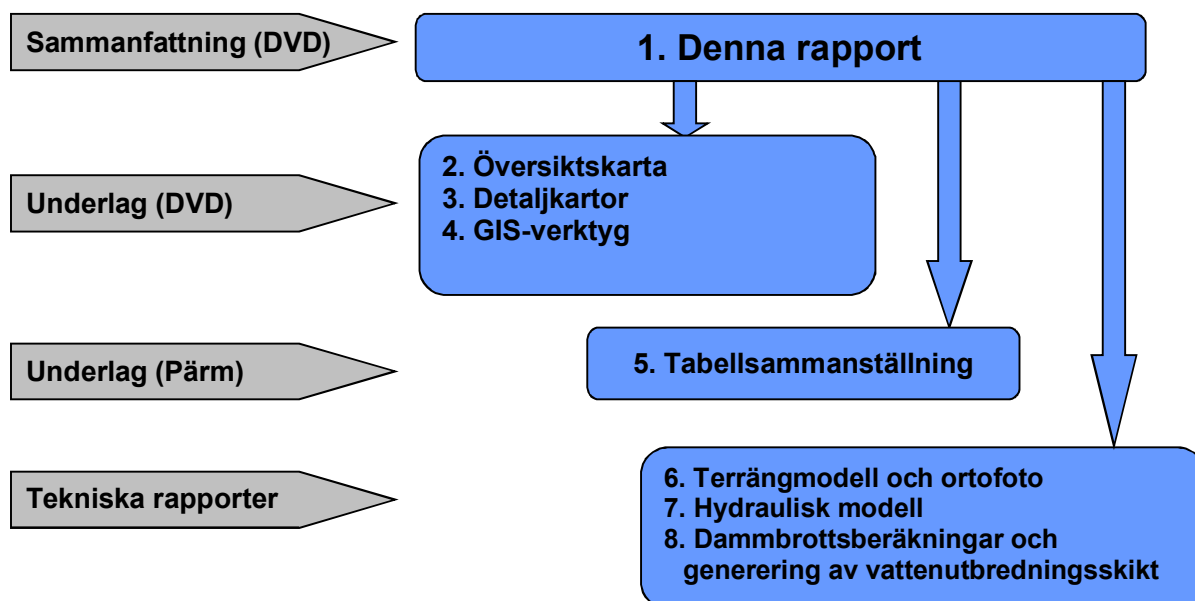 Sammanfattning (DVD)
1. Denna rapport
Underlag (DVD)
2. Översiktskarta
3. Detaljkartor
4. GIS-verktyg
Underlag (Pärm)
5. Tabellsammanställning
Tekniska rapporter
6. Terrängmodell och ortofoto
7. Hydraulisk modell
8. Dammbrottsberäkningar och
generering av vattenutbredningsskikt